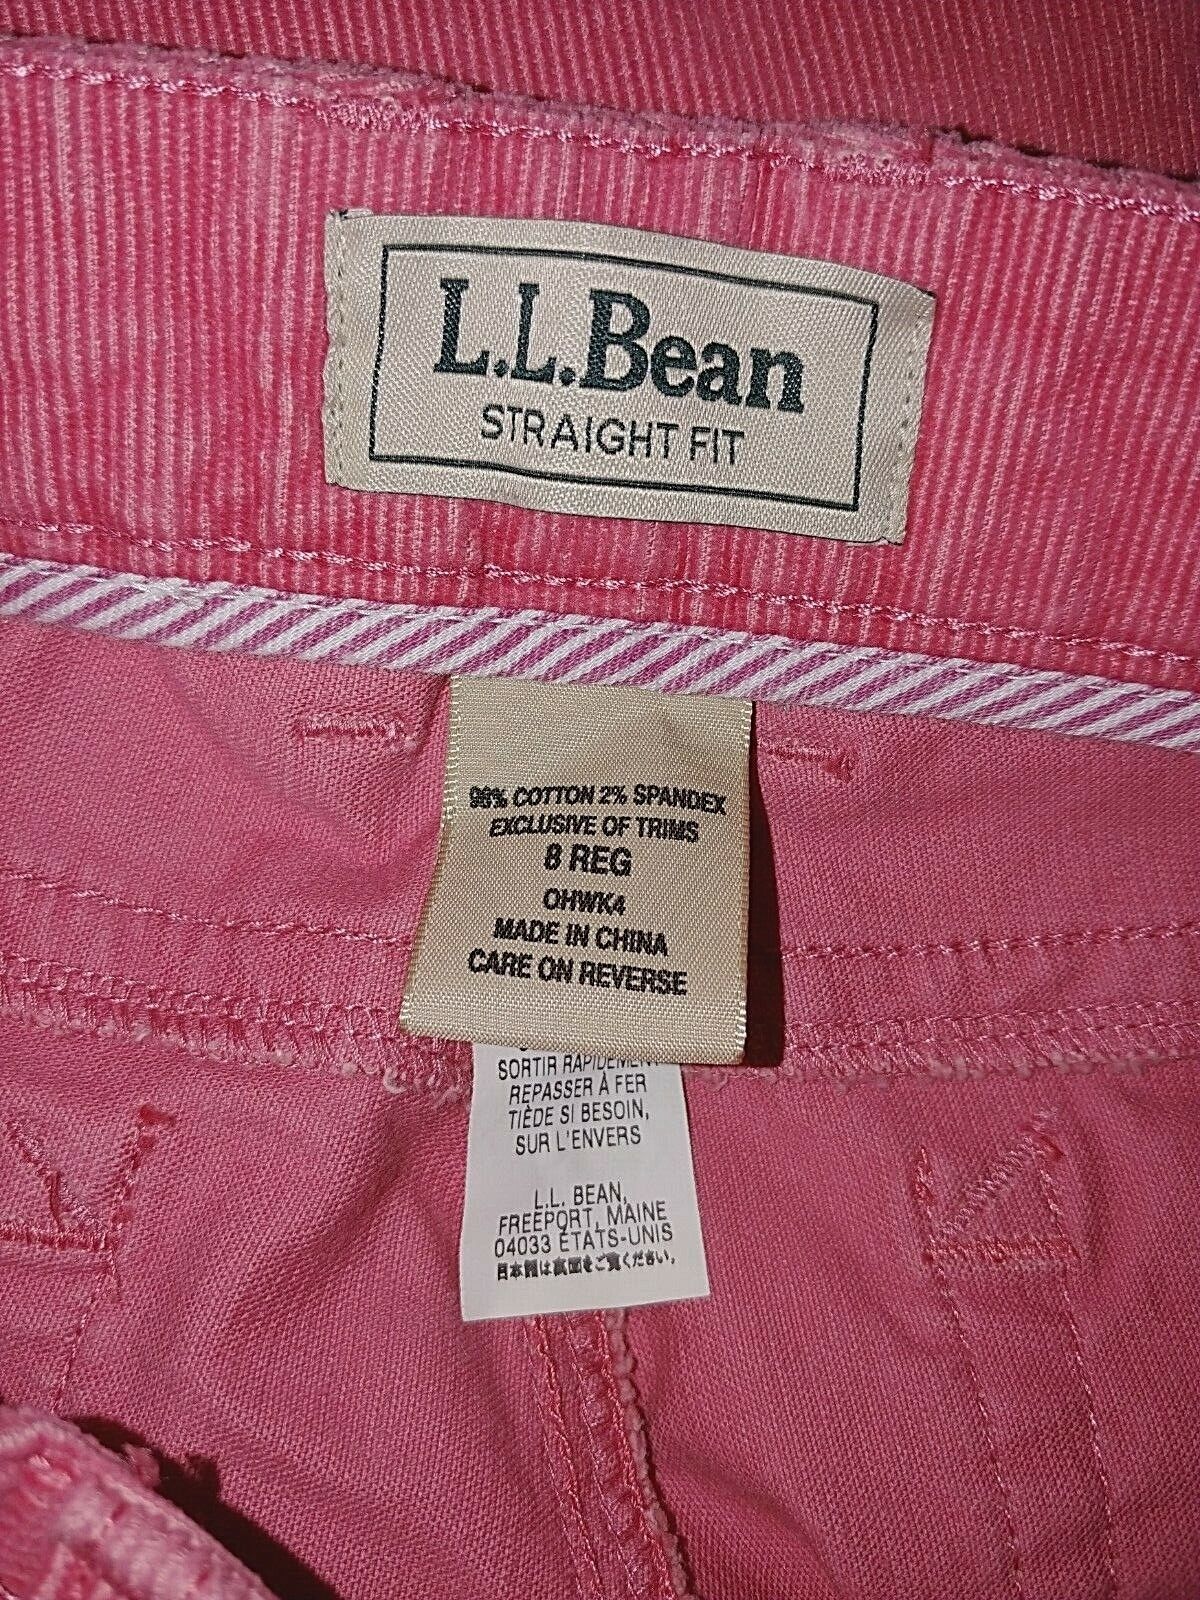 L.L.Bean
STRAIGHT FIT
98% COTTON 2% SPANDEX
EXCLUSIVE OF TRIMS
8 REG
OHWK4
MADE IN CHINA
CARE ON REVERSE
SORTIR RAPIDEMENT
REPASSER À FER
TIÈDE SI BESOIN,
SUR L'ENVERS
L.L. BEAN,
FREEPORT, MAINE
04033 ÉTATS-UNIS
日本語は裏面をご覧ください。